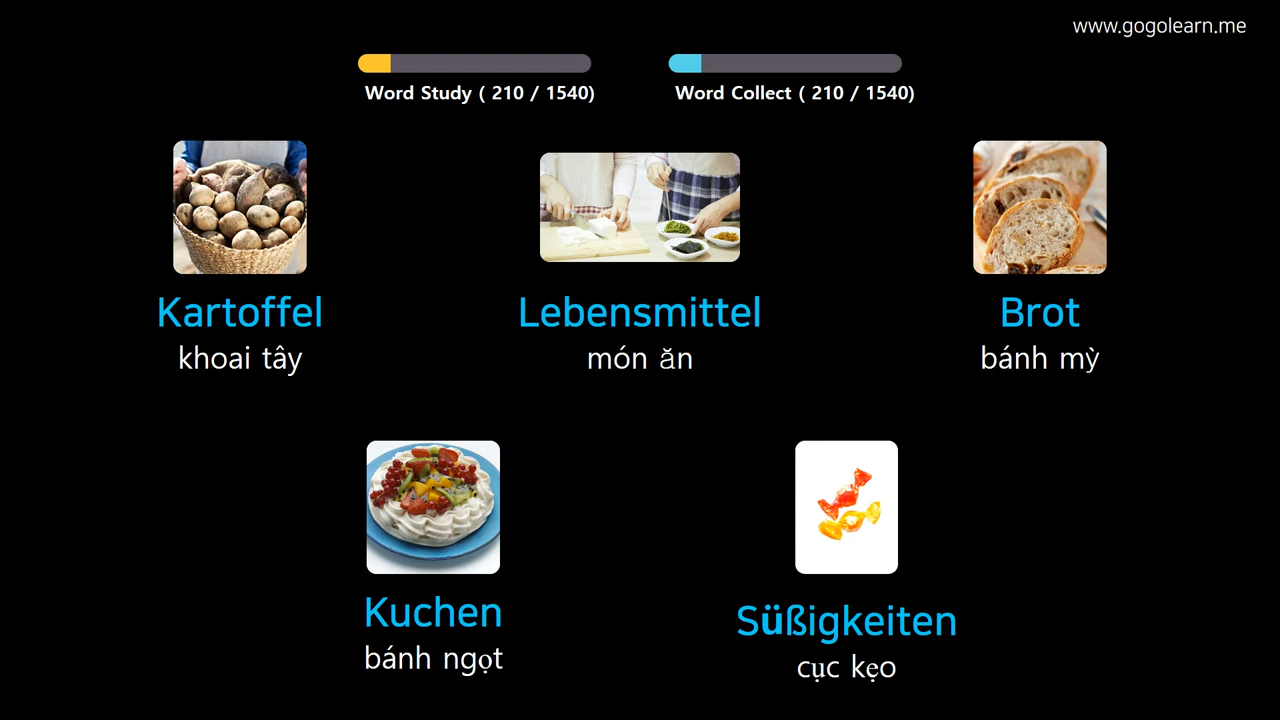 www.gogolearn.me
Word Study ( 210 / 1540)
Word Collect ( 210 / 1540)
Kartoffel
khoai tây
Lebensmittel
món ăn
Brot
bánh mỳ
Kuchen
bánh ngọt
Süßigkeiten
cục kẹo